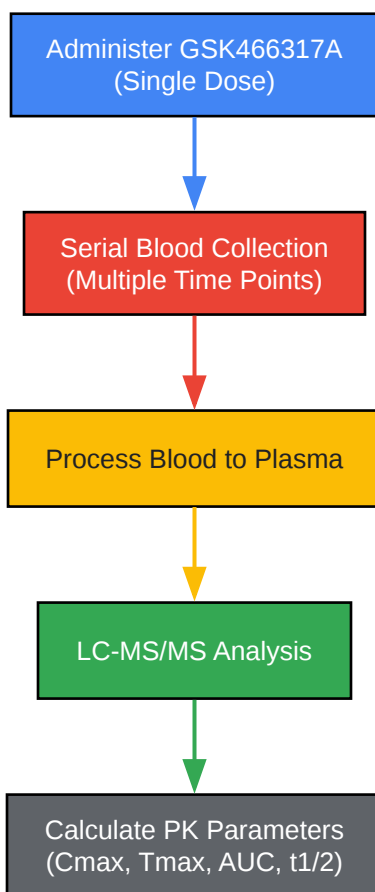 Administer GSK466317A
(Single Dose)
Serial Blood Collection
(Multiple Time Points)
Process Blood to Plasma
LC-MS/MS Analysis
Calculate PK Parameters
(Cmax, Tmax, AUC, t1/2)